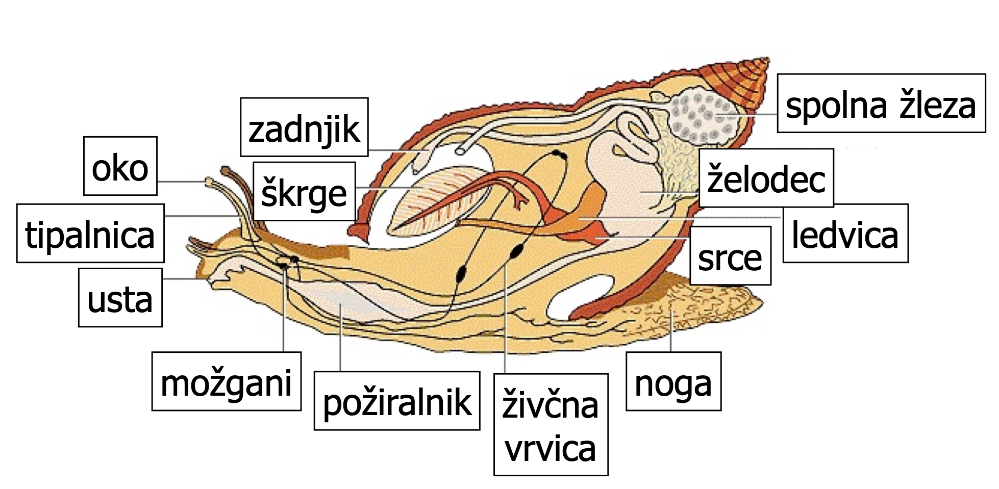 spolna žleza
zadnjik
oko
želodec
škrge
tipalnica
ledvica
srce
usta
možgani
požiralnik
živčna
vrvica
noga